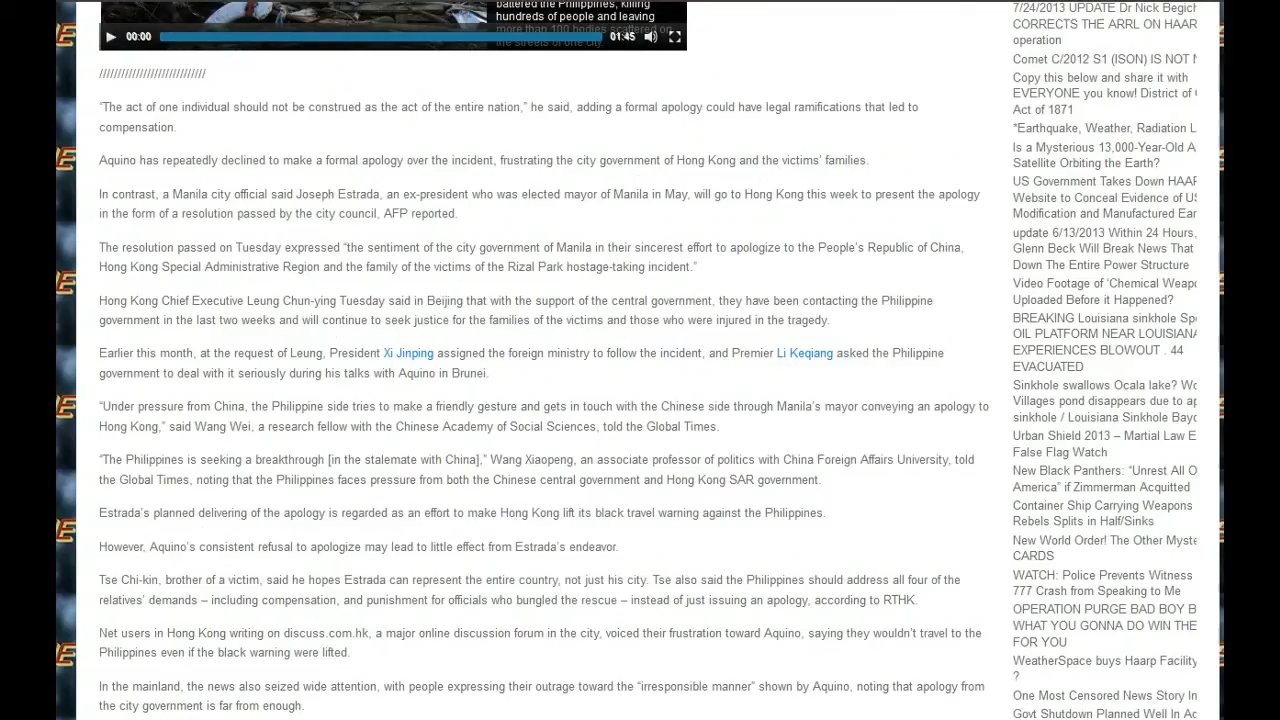 battered the Philippines, killing
hundreds of people and leaving
more than 100 bodies scattered on
the streets of one city.
00:00
01:45
/////////////////////////////
“The act of one individual should not be construed as the act of the entire nation,” he said, adding a formal apology could have legal ramifications that led to
compensation.
Aquino has repeatedly declined to make a formal apology over the incident, frustrating the city government of Hong Kong and the victims’ families.
In contrast, a Manila city official said Joseph Estrada, an ex-president who was elected mayor of Manila in May, will go to Hong Kong this week to present the apology
in the form of a resolution passed by the city council, AFP reported.
The resolution passed on Tuesday expressed “the sentiment of the city government of Manila in their sincerest effort to apologize to the People’s Republic of China,
Hong Kong Special Administrative Region and the family of the victims of the Rizal Park hostage-taking incident.”
Hong Kong Chief Executive Leung Chun-ying Tuesday said in Beijing that with the support of the central government, they have been contacting the Philippine
government in the last two weeks and will continue to seek justice for the families of the victims and those who were injured in the tragedy.
Earlier this month, at the request of Leung, President Xi Jinping assigned the foreign ministry to follow the incident, and Premier Li Keqiang asked the Philippine
government to deal with it seriously during his talks with Aquino in Brunei.
“Under pressure from China, the Philippine side tries to make a friendly gesture and gets in touch with the Chinese side through Manila’s mayor conveying an apology to
Hong Kong,” said Wang Wei, a research fellow with the Chinese Academy of Social Sciences, told the Global Times.
“The Philippines is seeking a breakthrough [in the stalemate with China],” Wang Xiaopeng, an associate professor of politics with China Foreign Affairs University, told
the Global Times, noting that the Philippines faces pressure from both the Chinese central government and Hong Kong SAR government.
Estrada’s planned delivering of the apology is regarded as an effort to make Hong Kong lift its black travel warning against the Philippines.
However, Aquino’s consistent refusal to apologize may lead to little effect from Estrada’s endeavor.
Tse Chi-kin, brother of a victim, said he hopes Estrada can represent the entire country, not just his city. Tse also said the Philippines should address all four of the
relatives’ demands – including compensation, and punishment for officials who bungled the rescue – instead of just issuing an apology, according to RTHK.
Net users in Hong Kong writing on discuss.com.hk, a major online discussion forum in the city, voiced their frustration toward Aquino, saying they wouldn’t travel to the
Philippines even if the black warning were lifted.
In the mainland, the news also seized wide attention, with people expressing their outrage toward the “irresponsible manner” shown by Aquino, noting that apology from
the city government is far from enough.
7/24/2013 UPDATE Dr Nick Begich
CORRECTS THE ARRL ON HAAR
operation
Comet C/2012 S1 (ISON) IS NOT
Copy this below and share it with
EVERYONE you know! District of
Act of 1871
*Earthquake, Weather, Radiation L
Is a Mysterious 13,000-Year-Old A
Satellite Orbiting the Earth?
US Government Takes Down HAAR
Website to Conceal Evidence of US
Modification and Manufactured Ear
update 6/13/2013 Within 24 Hours,
Glenn Beck Will Break News That
Down The Entire Power Structure
Video Footage of ‘Chemical Weapo
Uploaded Before it Happened?
BREAKING Louisiana sinkhole Spe
OIL PLATFORM NEAR LOUISIANA
EXPERIENCES BLOWOUT . 44
EVACUATED
Sinkhole swallows Ocala lake? Wo
Villages pond disappears due to ap
sinkhole / Louisiana Sinkhole Bayo
Urban Shield 2013 – Martial Law E
False Flag Watch
New Black Panthers: “Unrest All O
America” if Zimmerman Acquitted
Container Ship Carrying Weapons
Rebels Splits in Half/Sinks
New World Order! The Other Myste
CARDS
WATCH: Police Prevents Witness
777 Crash from Speaking to Me
OPERATION PURGE BAD BOY B
WHAT YOU GONNA DO WIN THE
FOR YOU
WeatherSpace buys Haarp Facility
?
One Most Censored News Story In
Govt Shutdown Planned Well In Ad